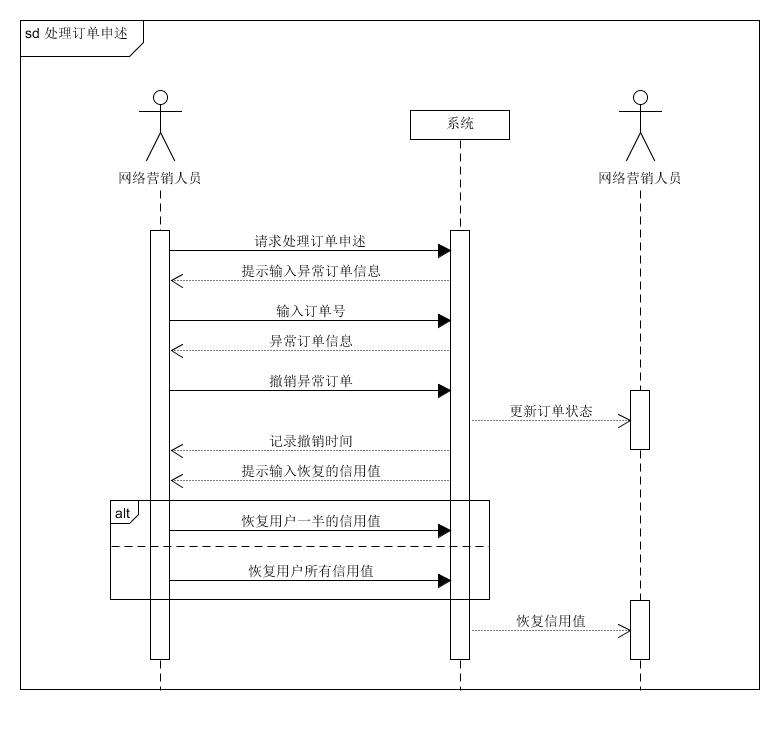 sd 处理订单申述
系统
网络营销人员
网络营销人员
请求处理订单申述
提示输入异常订单信息
输入订单号
异常订单信息
撤销异常订单
更新订单状态
记录撤销时间
提示输入恢复的信用值
alt
恢复用户一半的信用值
恢复用户所有信用值
恢复信用值